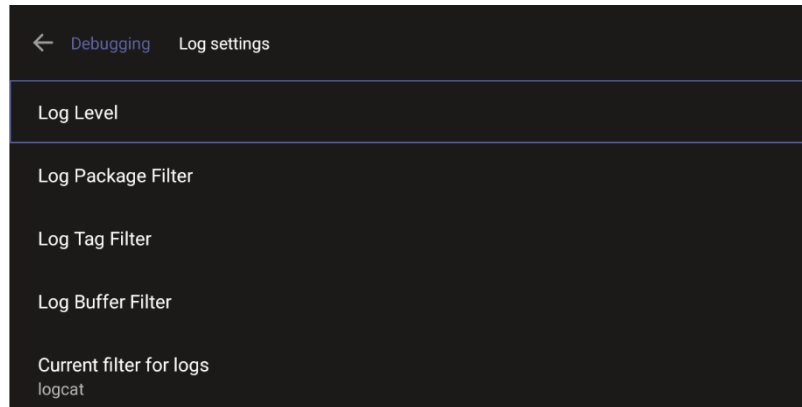 Debugging Log settings
Log Level
Log Package Filter
Log Tag Filter
Log Buffer Filter
Current filter for logs
logcat